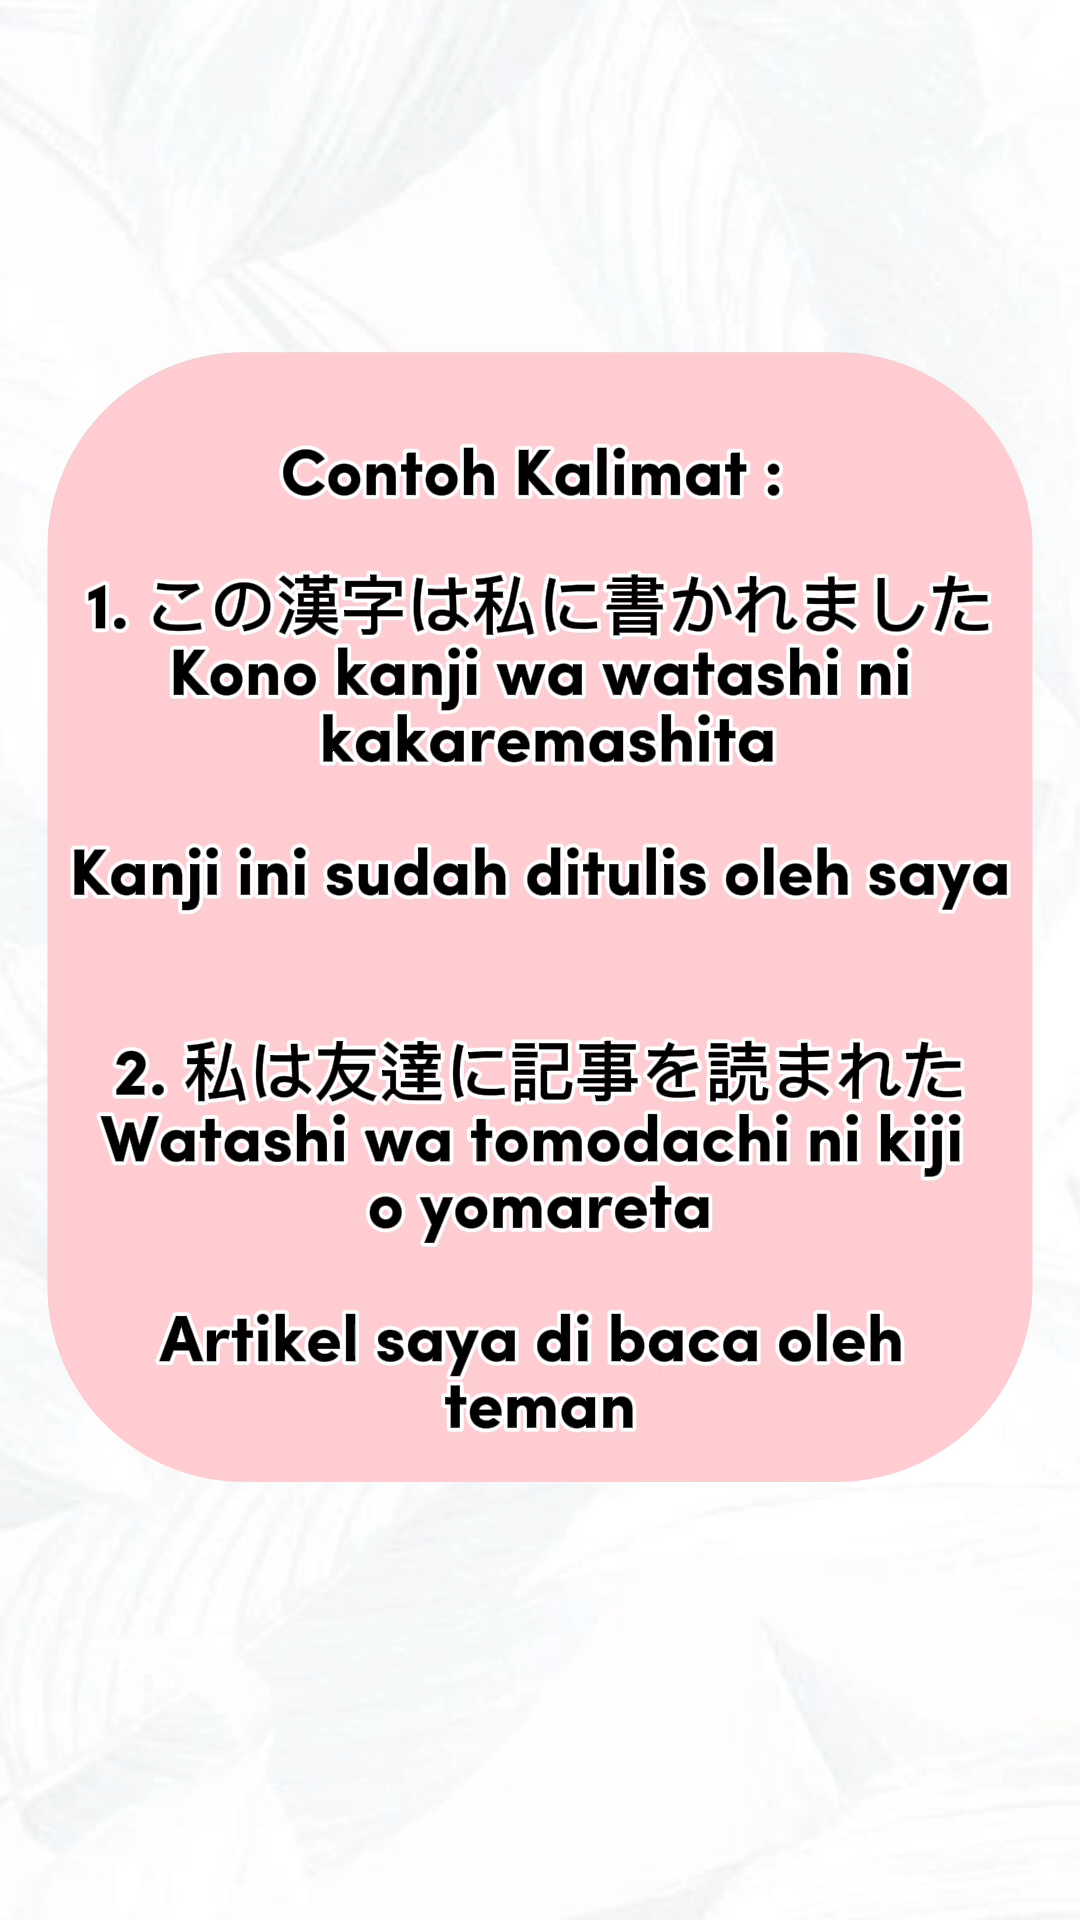 Contoh Kalimat :
1. この漢字は私に書かれました
Kono kanji wa watashi ni
kakaremashita
Kanji ini sudah ditulis oleh saya
2. 私は友達に記事を読まれた
Watashi wa tomodachi ni kiji
o yomareta
Artikel saya di baca oleh
teman